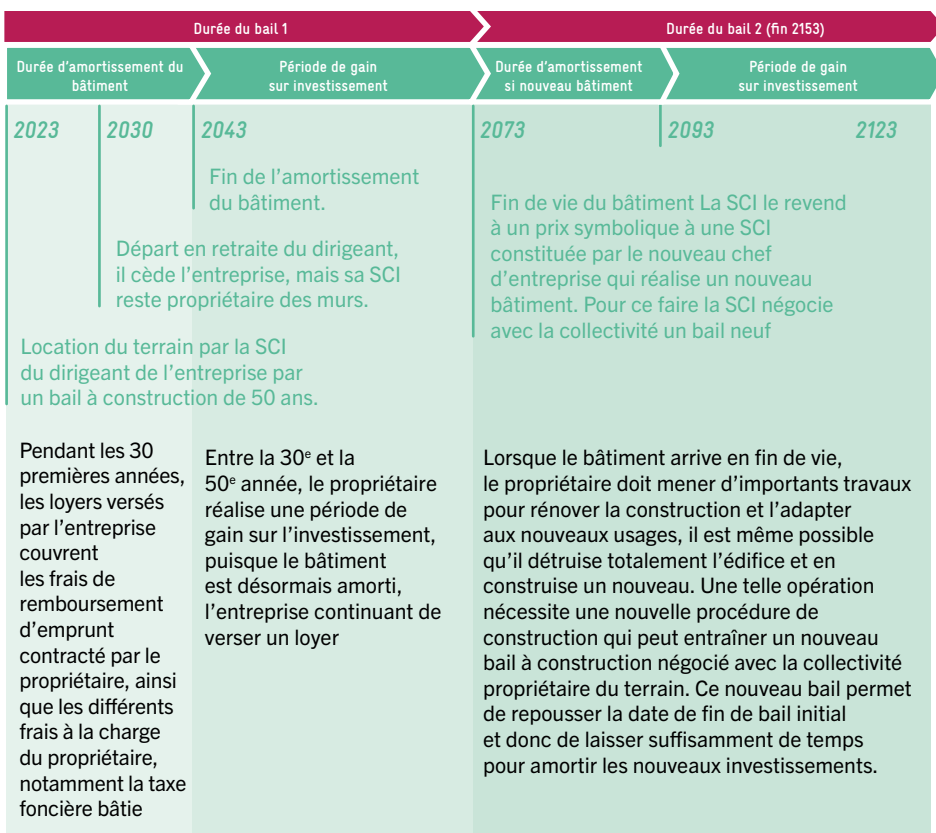 Durée du bail 1
Durée du bail 2 (fin 2153)
Durée d'amortissement du
bâtiment
Période de gain
sur investissement
Durée d'amortissement
si nouveau bâtiment
Période de gain
sur investissement
2023
2030
2043
2073
2093
2123
Fin de l'amortissement
du bâtiment.
Départ en retraite du dirigeant,
il cède l'entreprise, mais sa SCI
reste propriétaire des murs.
Location du terrain par la SCI
du dirigeant de l'entreprise par
un bail à construction de 50 ans.
Fin de vie du bâtiment La SCI le revend
à un prix symbolique à une SCI
constituée par le nouveau chef
d'entreprise qui réalise un nouveau
bâtiment. Pour ce faire la SCI négocie
avec la collectivité un bail neuf
Pendant les 30
premières années,
les loyers versés
par l'entreprise
couvrent
les frais de
remboursement
d'emprunt
contracté par le
propriétaire, ainsi
que les différents
frais à la charge
du propriétaire,
notamment la taxe
foncière bâtie
Entre la 30e et la
50e année, le propriétaire
réalise une période de
gain sur l'investissement,
puisque le bâtiment
est désormais amorti,
l'entreprise continuant de
verser un loyer
Lorsque le bâtiment arrive en fin de vie,
le propriétaire doit mener d'importants travaux
pour rénover la construction et l'adapter
aux nouveaux usages, il est même possible
qu'il détruise totalement l'édifice et en
construise un nouveau. Une telle opération
nécessite une nouvelle procédure de
construction qui peut entraîner un nouveau
bail à construction négocié avec la collectivité
propriétaire du terrain. Ce nouveau bail permet
de repousser la date de fin de bail initial
et donc de laisser suffisamment de temps
pour amortir les nouveaux investissements.